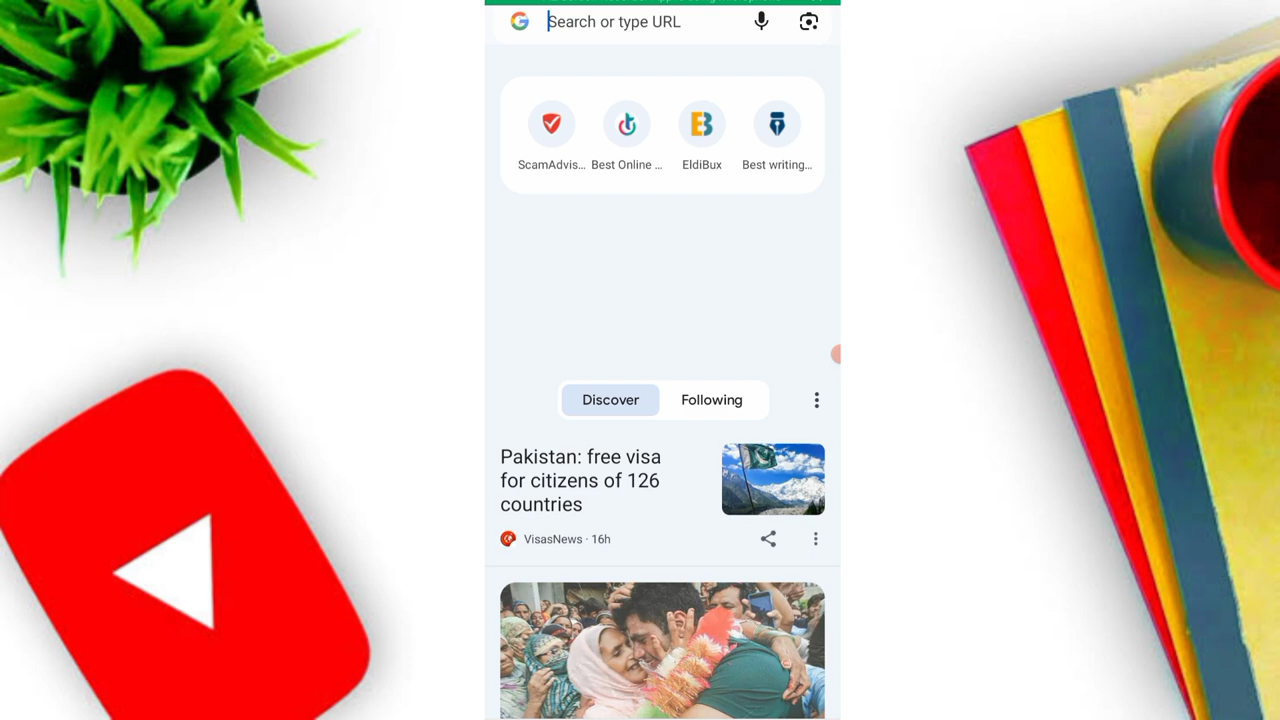 Search or type URL
ScamAdvis... Best Online ... EldiBux Best writing...
Discover Following
Pakistan: free visa
for citizens of 126
countries
VisasNews · 16h